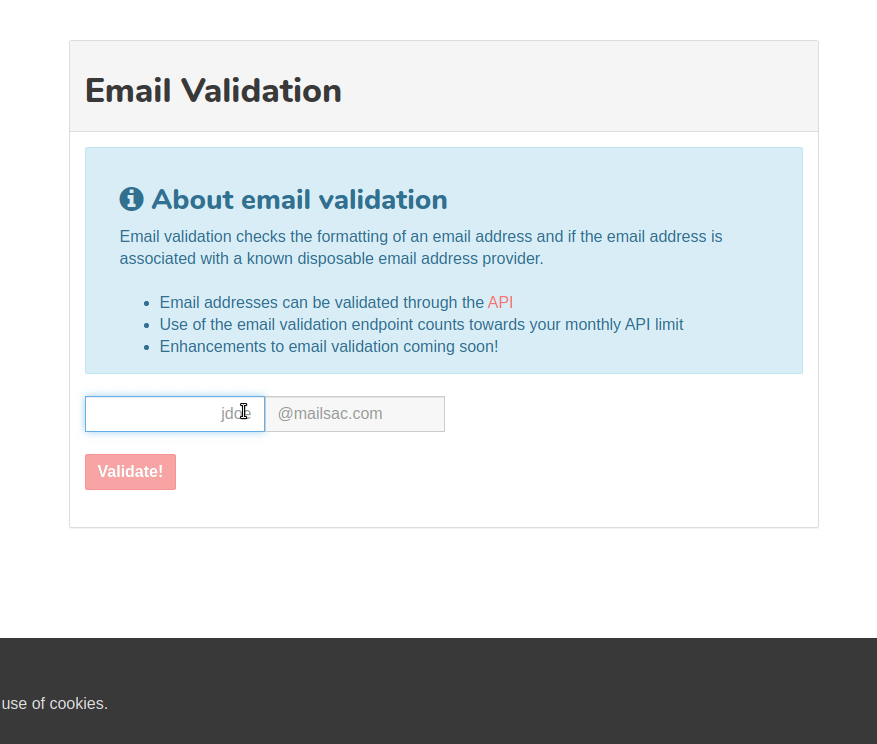 Email Validation
About email validation
Email validation checks the formatting of an email address and if the email address is
associated with a known disposable email address provider.
Email addresses can be validated through the API
Use of the email validation endpoint counts towards your monthly API limit
Enhancements to email validation coming soon!
jdoe @mailsac.com
Validate!
use of cookies.